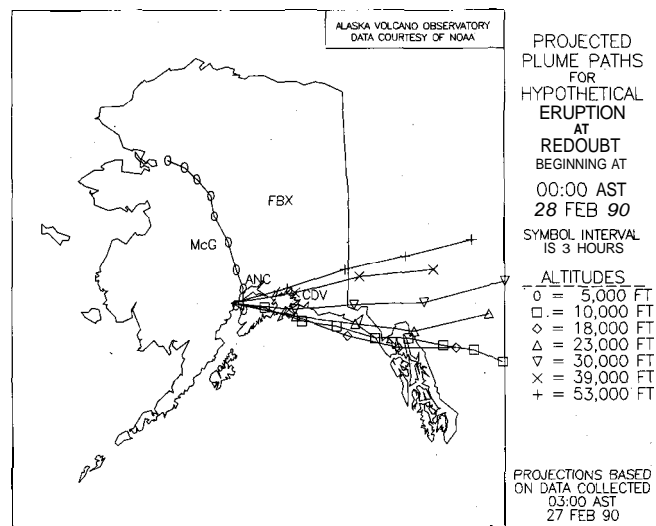 ALASKA VOLCANO OBSERVATORY
DATA COURTESY OF NOAA
PROJECTED
PLUME PATHS
FOR
HYPOTHETICAL
ERUPTION
AT
REDOUBT
BEGINNING AT
00:00 AST
28 FEB 90
SYMBOL INTERVAL
IS 3 HOURS
ALTITUDES
0 = 5,000 FT
□ = 10,000 FT
◇ = 18,000 FT
△ = 23,000 FT
▽ = 30,000 FT
× = 39,000 FT
+ = 53,000 FT
PROJECTIONS BASED
ON DATA COLLECTED
03:00 AST
27 FEB 90
FBX
McG
ANC
CDV